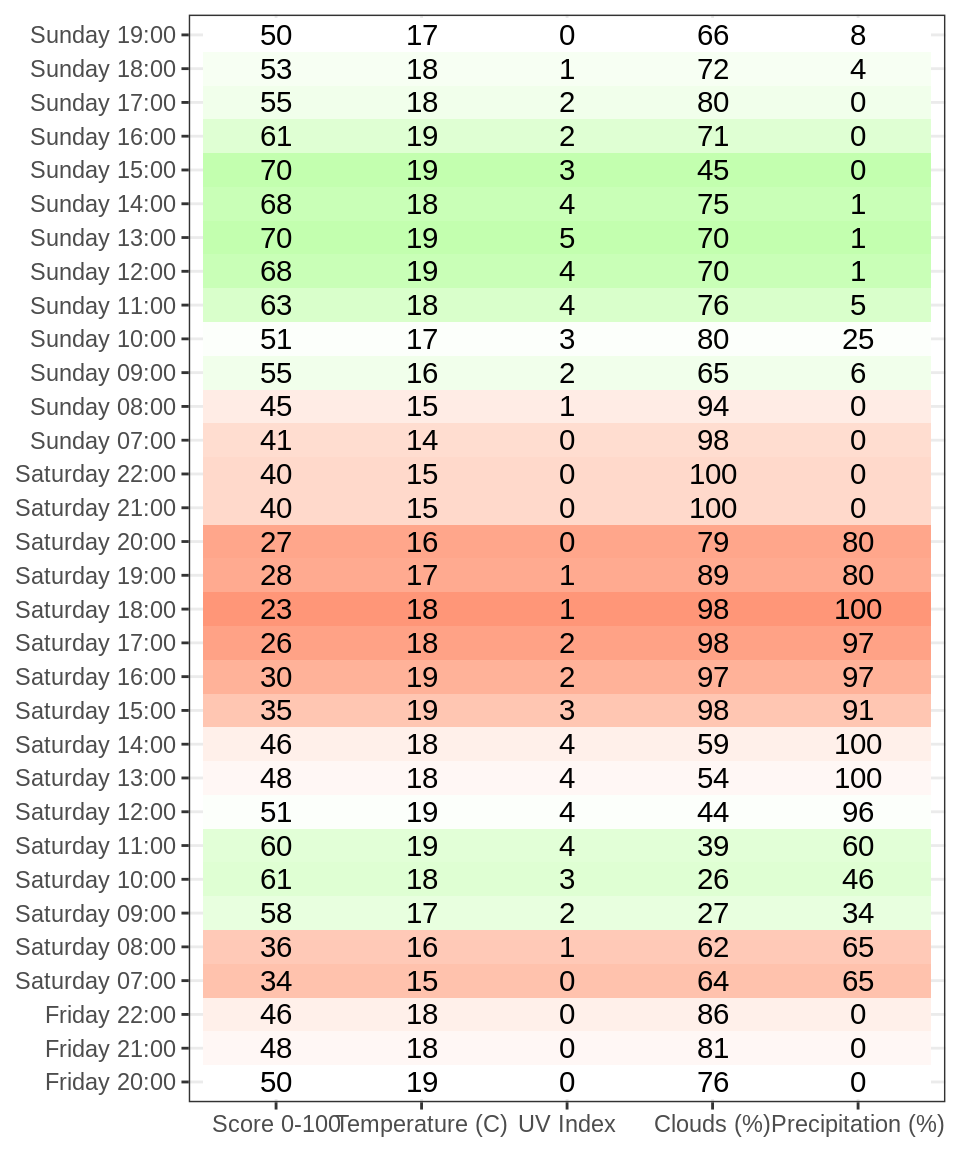 Sunday 19:00 50 17 0 66 8
Sunday 18:00 53 18 1 72 4
Sunday 17:00 55 18 2 80 0
Sunday 16:00 61 19 2 71 0
Sunday 15:00 70 19 3 45 0
Sunday 14:00 68 18 4 75 1
Sunday 13:00 70 19 5 70 1
Sunday 12:00 68 19 4 70 1
Sunday 11:00 63 18 4 76 5
Sunday 10:00 51 17 3 80 25
Sunday 09:00 55 16 2 65 6
Sunday 08:00 45 15 1 94 0
Sunday 07:00 41 14 0 98 0
Saturday 22:00 40 15 0 100 0
Saturday 21:00 40 15 0 100 0
Saturday 20:00 27 16 0 79 80
Saturday 19:00 28 17 1 89 80
Saturday 18:00 23 18 1 98 100
Saturday 17:00 26 18 2 98 97
Saturday 16:00 30 19 2 97 97
Saturday 15:00 35 19 3 98 91
Saturday 14:00 46 18 4 59 100
Saturday 13:00 48 18 4 54 100
Saturday 12:00 51 19 4 44 96
Saturday 11:00 60 19 4 39 60
Saturday 10:00 61 18 3 26 46
Saturday 09:00 58 17 2 27 34
Saturday 08:00 36 16 1 62 65
Saturday 07:00 34 15 0 64 65
Friday 22:00 46 18 0 86 0
Friday 21:00 48 18 0 81 0
Friday 20:00 50 19 0 76 0
Score 0-100 Temperature (C) UV Index Clouds (%) Precipitation (%)